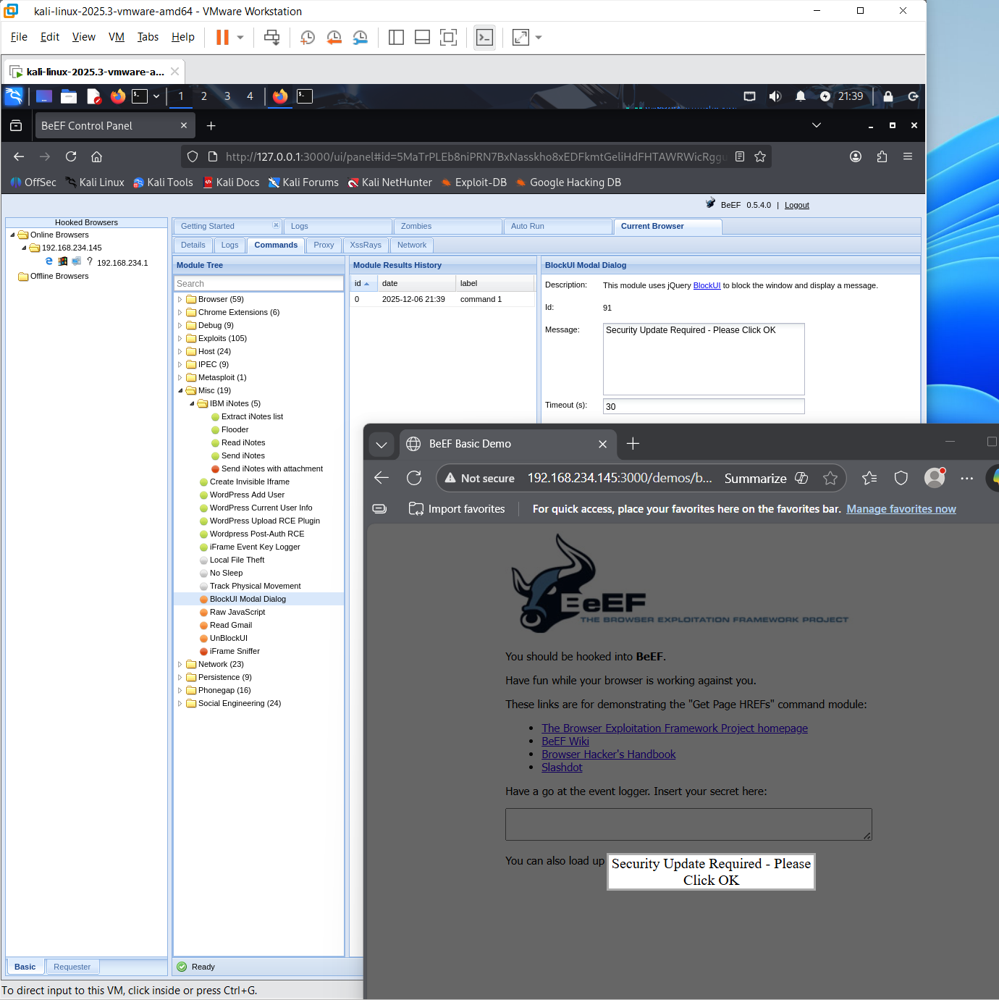 kali-linux-2025.3-vmware-amd64 - VMware Workstation
File Edit View VM Tabs Help
kali-linux-2025.3-vmware-a...
1 2 3 4 21:39
BeEF Control Panel
http://127.0.0.1:3000/ui/panel#id=5MaTrPLEb8niPRN7BxNasskho8xEDFkmtGeliHdFHTAWRWicRggu
OffSec Kali Linux Kali Tools Kali Docs Kali Forums Kali NetHunter Exploit-DB Google Hacking DB
BeEF 0.5.4.0 | Logout
Hooked Browsers
Online Browsers
192.168.234.145
? 192.168.234.1
Offline Browsers
Getting Started Logs Zombies Auto Run Current Browser
Details Logs Commands Proxy XssRays Network
Module Tree
Search
Browser (59)
Chrome Extensions (6)
Debug (9)
Exploits (105)
Host (24)
IPEC (9)
Metasploit (1)
Misc (19)
IBM iNotes (5)
Extract iNotes list
Flooder
Read iNotes
Send iNotes
Send iNotes with attachment
Create Invisible Iframe
WordPress Add User
WordPress Current User Info
WordPress Upload RCE Plugin
Wordpress Post-Auth RCE
iFrame Event Key Logger
Local File Theft
No Sleep
Track Physical Movement
BlockUI Modal Dialog
Raw JavaScript
Read Gmail
UnBlockUI
iFrame Sniffer
Network (23)
Persistence (9)
Phonegap (16)
Social Engineering (24)
Module Results History
id date label
0 2025-12-06 21:39 command 1
BlockUI Modal Dialog
Description: This module uses jQuery BlockUI to block the window and display a message.
Id: 91
Message: Security Update Required - Please Click OK
Timeout (s): 30
BeEF Basic Demo
Not secure 192.168.234.145:3000/demos/b... Summarize
Import favorites For quick access, place your favorites here on the favorites bar. Manage favorites now
BeEF
THE BROWSER EXPLOITATION FRAMEWORK PROJECT
You should be hooked into BeEF.
Have fun while your browser is working against you.
These links are for demonstrating the "Get Page HREFs" command module:
The Browser Exploitation Framework Project homepage
BeEF Wiki
Browser Hacker's Handbook
Slashdot
Have a go at the event logger. Insert your secret here:
You can also load up
Security Update Required - Please
Click OK
Basic Requester
Ready
To direct input to this VM, click inside or press Ctrl+G.